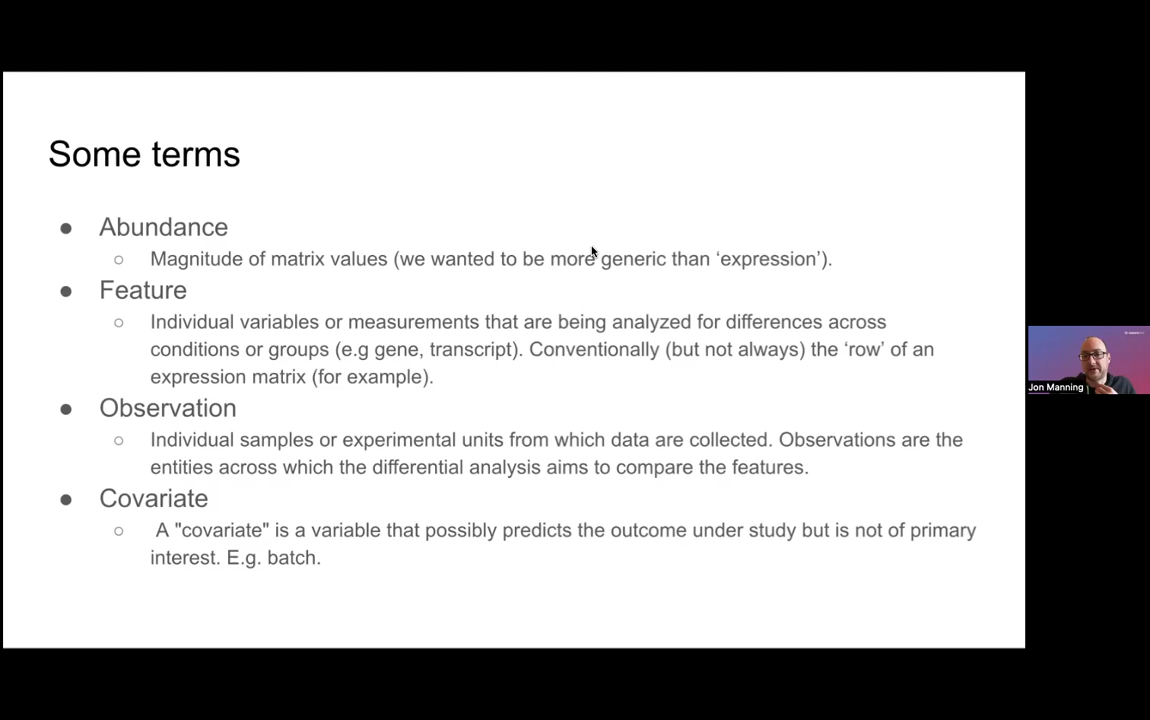 Some terms
● Abundance
○ Magnitude of matrix values (we wanted to be more generic than ‘expression’).
● Feature
○ Individual variables or measurements that are being analyzed for differences across
conditions or groups (e.g gene, transcript). Conventionally (but not always) the ‘row’ of an
expression matrix (for example).
● Observation
○ Individual samples or experimental units from which data are collected. Observations are the
entities across which the differential analysis aims to compare the features.
● Covariate
○ A "covariate" is a variable that possibly predicts the outcome under study but is not of primary
interest. E.g. batch.
Jon Manning